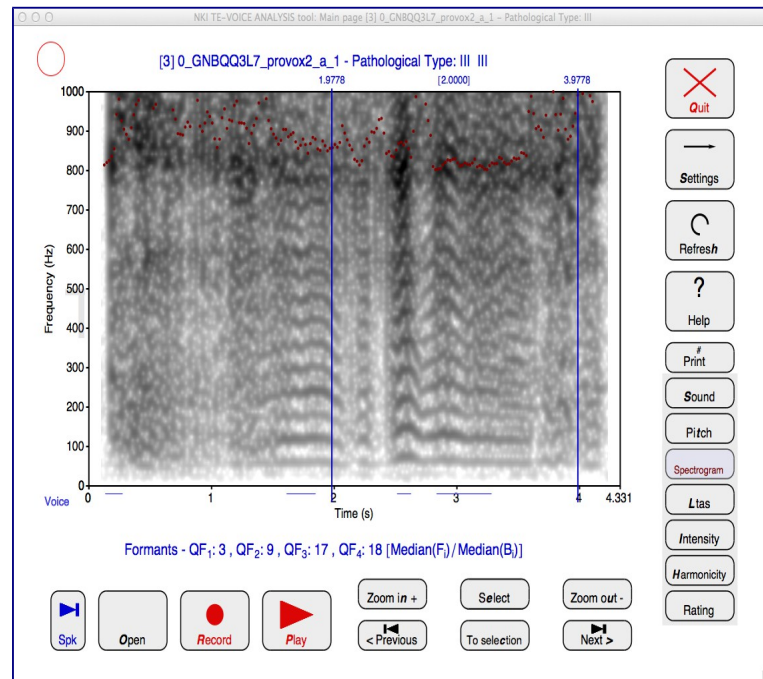 NKI TE-VOICE ANALYSIS tool: Main page [3] 0_GNBQQ3L7_provox2_a_1 - Pathological Type: III
[3] 0_GNBQQ3L7_provox2_a_1 - Pathological Type: III III
1.9778 [2.0000] 3.9778
1000
900
800
700
600
500
400
300
200
100
0
Frequency (Hz)
Voice
0 1 2 3 4 4.331
Time (s)
Formants - QF1: 3 , QF2: 9 , QF3: 17 , QF4: 18 [Median(Fi)/Median(Bi)]
Quit
Settings
Refresh
?
Help
#
Print
Sound
Pitch
Spectrogram
Ltas
Intensity
Harmonicity
Rating
Spk
Open
Record
Play
Zoom in +
Select
Zoom out -
< Previous
To selection
Next >